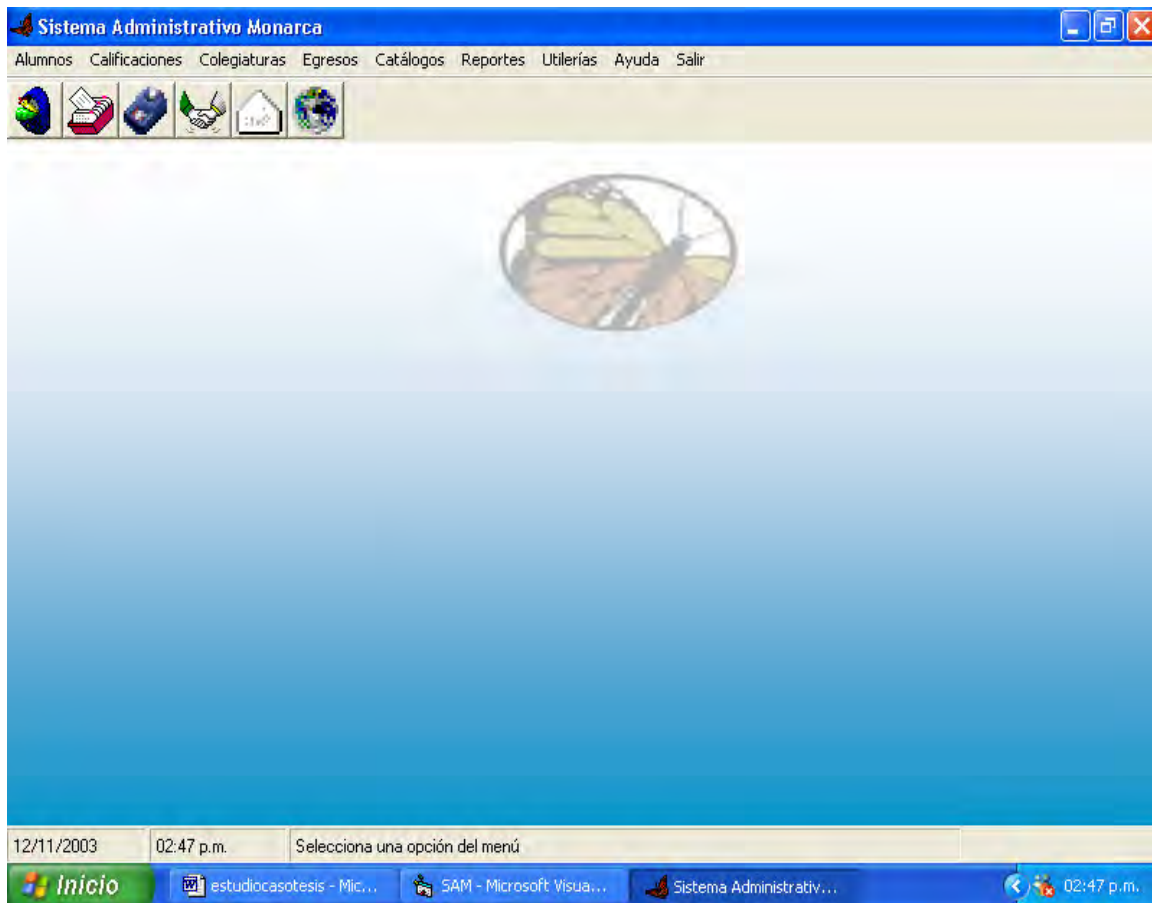 Sistema Administrativo Monarca
Alumnos Calificaciones Colegiaturas Egresos Catálogos Reportes Utilerías Ayuda Salir
12/11/2003 02:47 p.m. Selecciona una opción del menú
Inicio estudiocasotesis - Mic... SAM - Microsoft Visua... Sistema Administrativ... 02:47 p.m.